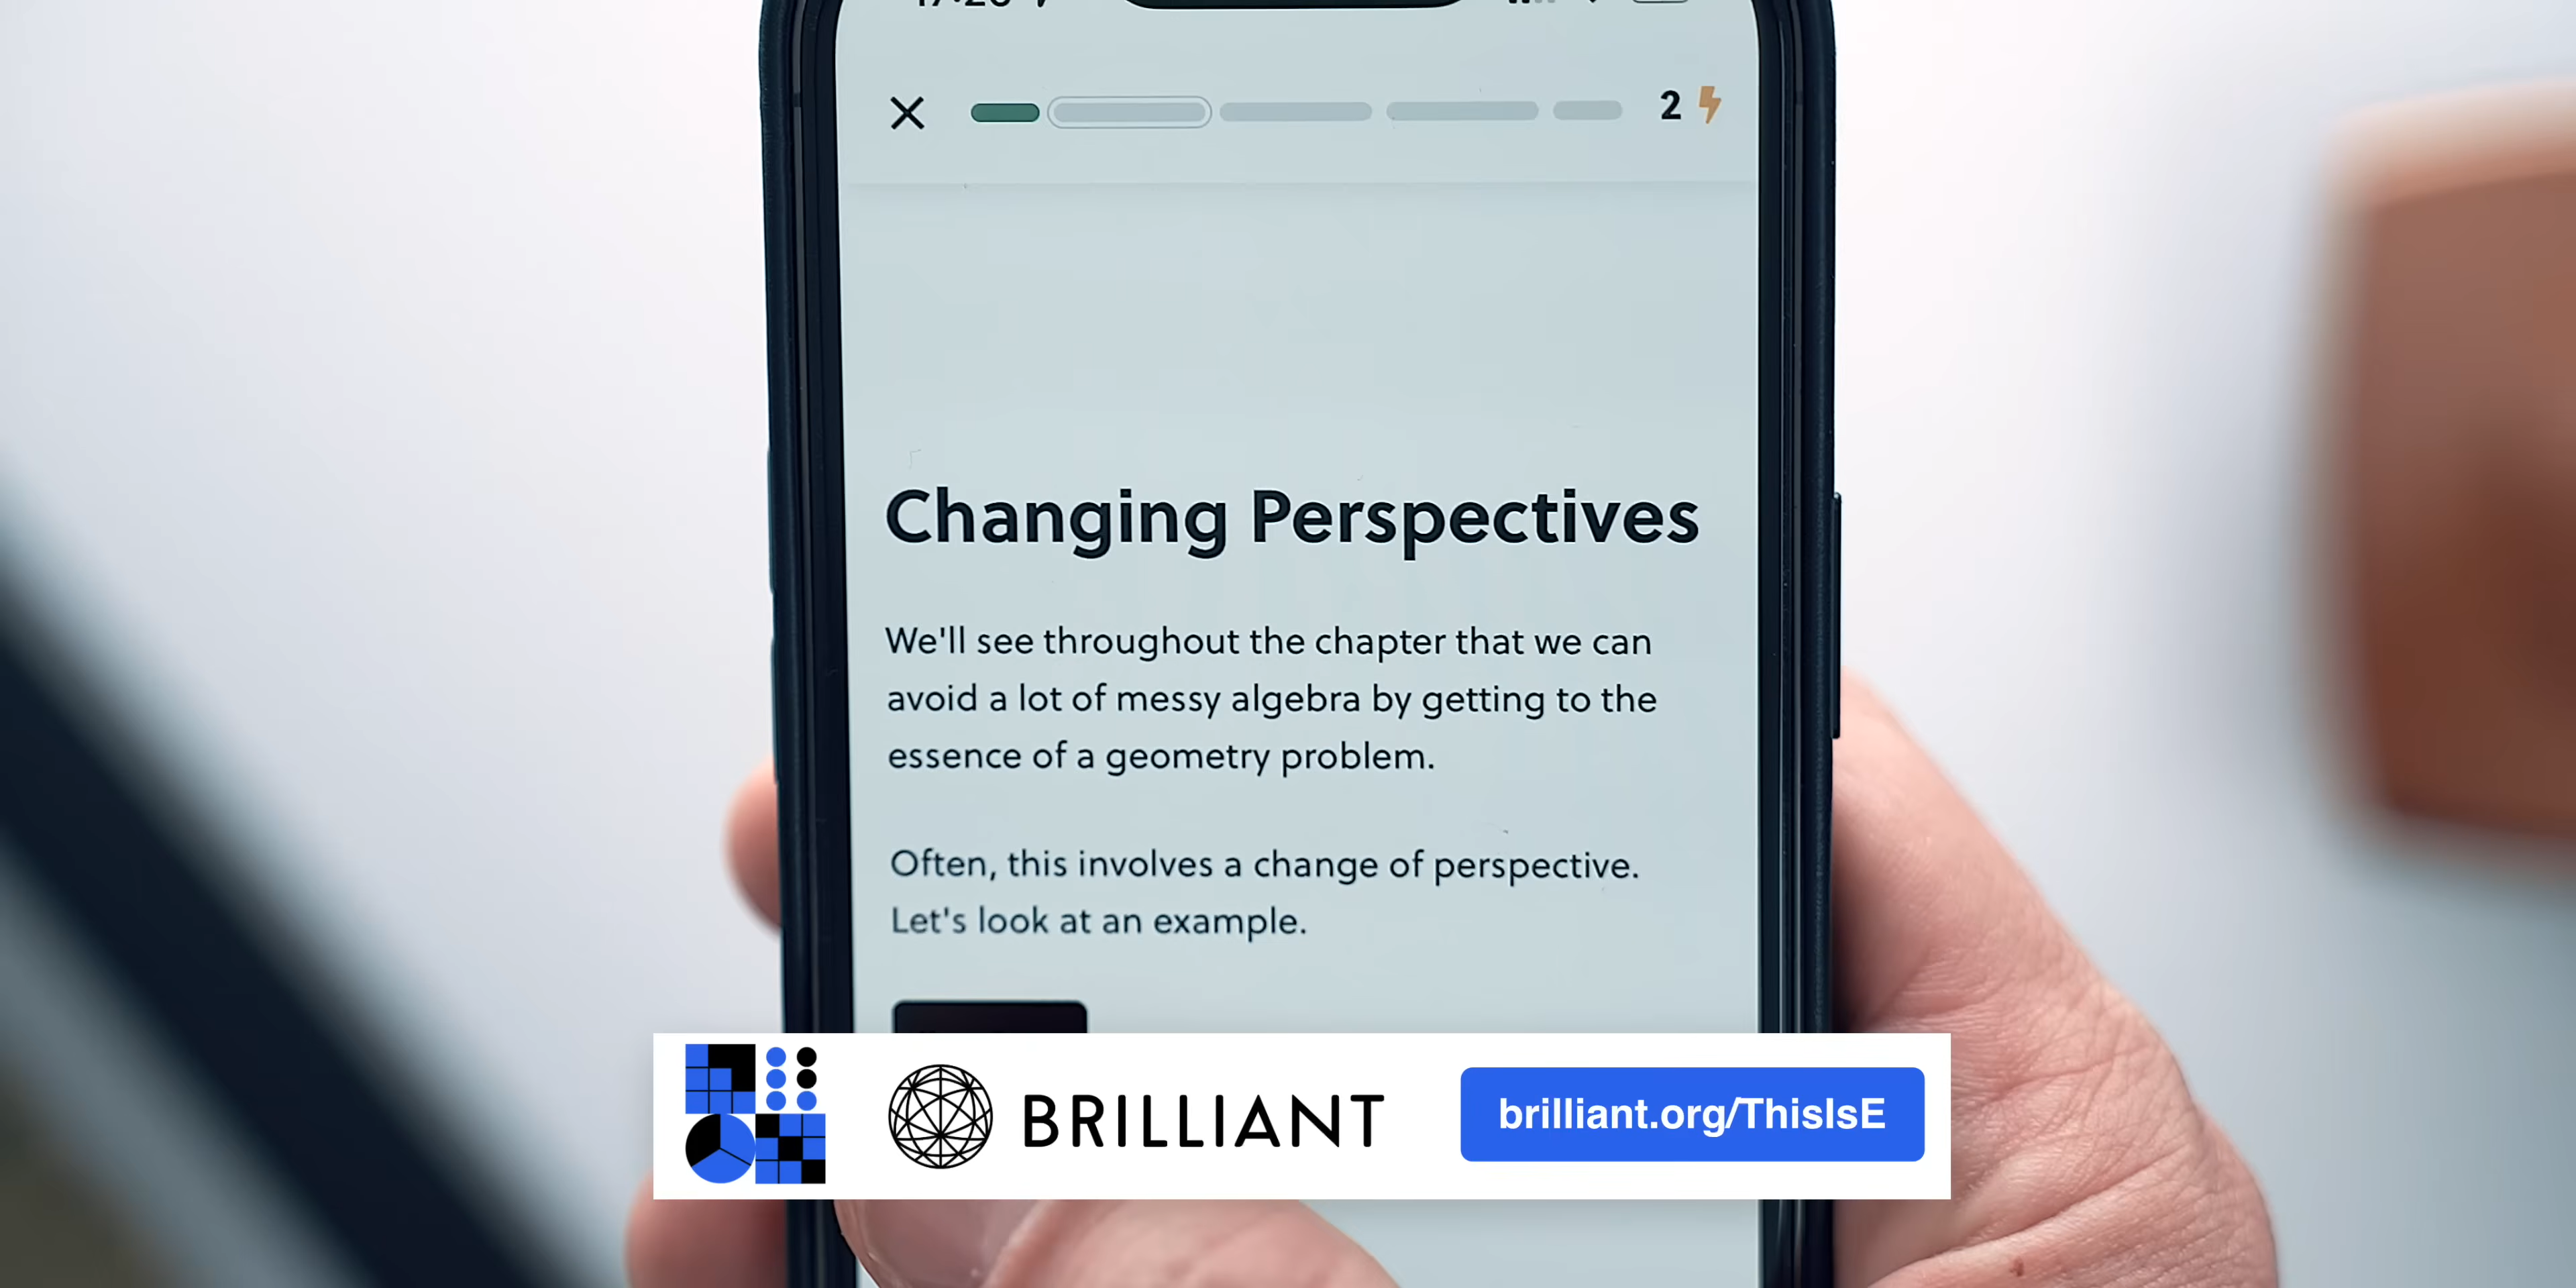 2
Changing Perspectives
We'll see throughout the chapter that we can
avoid a lot of messy algebra by getting to the
essence of a geometry problem.
Often, this involves a change of perspective.
Let's look at an example.
BRILLIANT
brilliant.org/ThisIsE